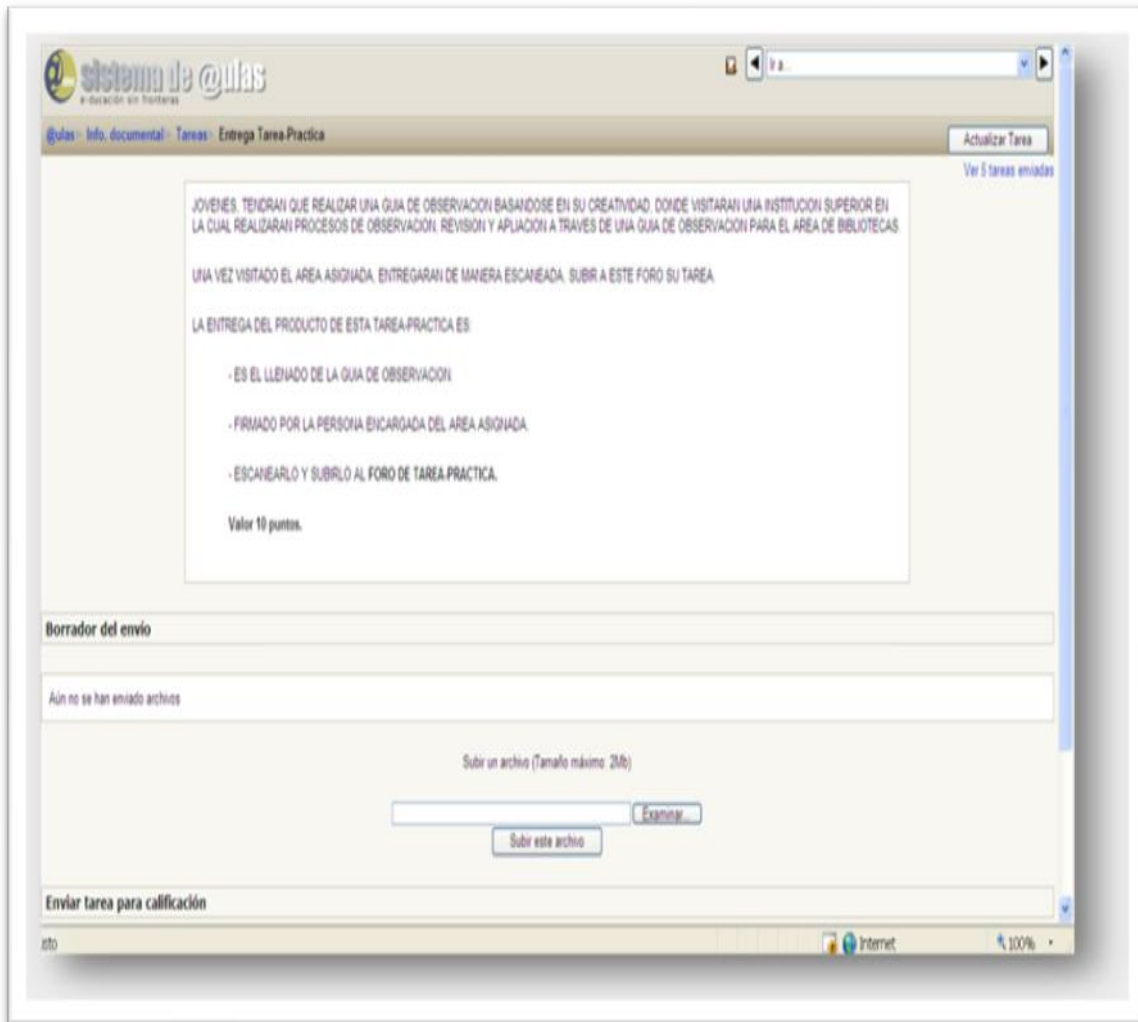 sistema de @ulas
e-ducación sin fronteras
Ir a...
@ulas Info. documental Tareas Entrega Tarea-Practica
Actualizar Tarea
Ver 5 tareas enviadas
JOVENES, TENDRAN QUE REALIZAR UNA GUIA DE OBSERVACION BASANDOSE EN SU CREATIVIDAD, DONDE VISITARAN UNA INSTITUCION SUPERIOR EN
LA CUAL REALIZARAN PROCESOS DE OBSERVACION, REVISION Y APLIACION A TRAVES DE UNA GUIA DE OBSERVACION PARA EL AREA DE BIBLIOTECAS.
UNA VEZ VISITADO EL AREA ASIGNADA, ENTREGARAN DE MANERA ESCANEADA, SUBIR A ESTE FORO SU TAREA.
LA ENTREGA DEL PRODUCTO DE ESTA TAREA-PRACTICA ES:
- ES EL LLENADO DE LA GUIA DE OBSERVACON
- FIRMADO POR LA PERSONA ENCARGADA DEL AREA ASIGNADA.
- ESCANEARLO Y SUBIRLO AL FORO DE TAREA-PRACTICA.
Valor 10 puntos.
Borrador del envío
Aún no se han enviado archivos
Subir un archivo (Tamaño máximo: 2Mb)
Examinar...
Subir este archivo
Enviar tarea para calificación
isto
Internet
100%